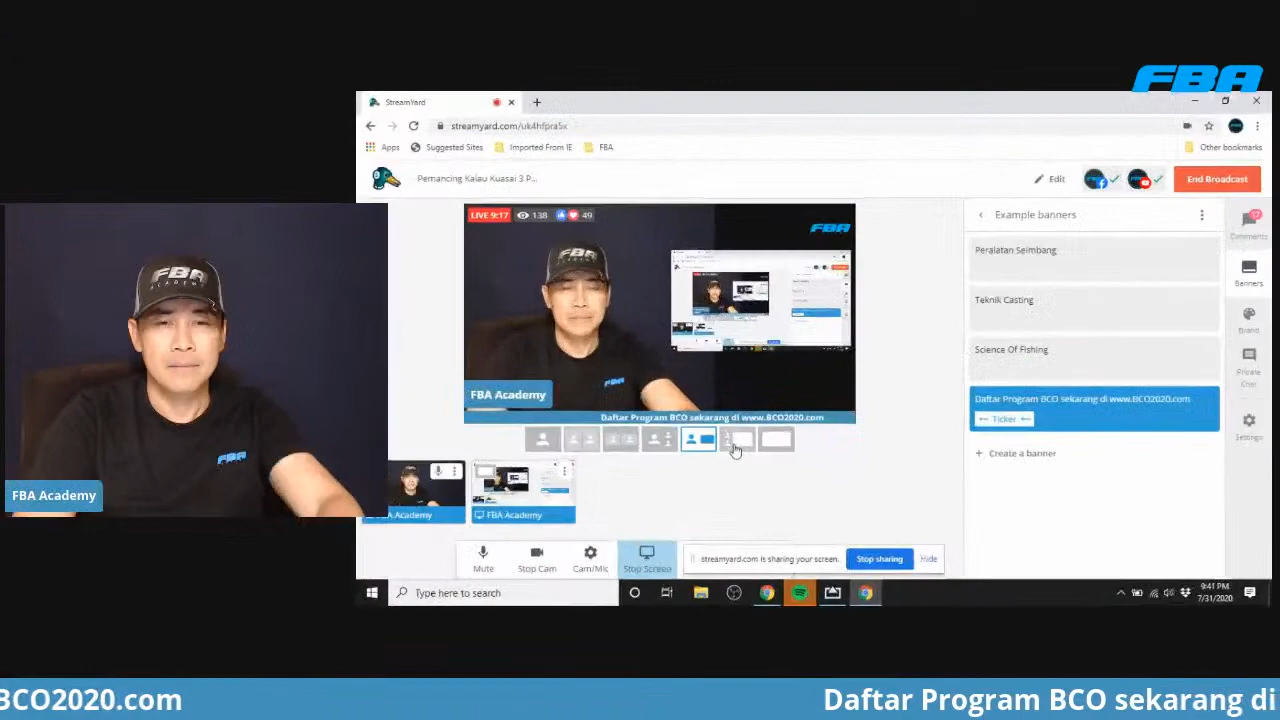 FBA
StreamYard
streamyard.com/uk4hfpra5x
Apps
Suggested Sites
Imported From IE
FBA
Other bookmarks
Pemancing Kalau Kuasai 3 P...
Edit
End Broadcast
LIVE 9:17
138
49
FBA
FBA Academy
Daftar Program BCO sekarang di www.BCO2020.com
Example banners
Peralatan Seimbang
Teknik Casting
Science Of Fishing
Daftar Program BCO sekarang di www.BCO2020.com
Ticker
+ Create a banner
Comments
Banners
Brand
Private Chat
Settings
FBA
ACADEMY
FBA
FBA Academy
Academy
FBA Academy
Mute
Stop Cam
Cam/Mic
Stop Screen
streamyard.com is sharing your screen.
Stop sharing
Hide
Type here to search
9:41 PM
7/31/2020
BCO2020.com
Daftar Program BCO sekarang di